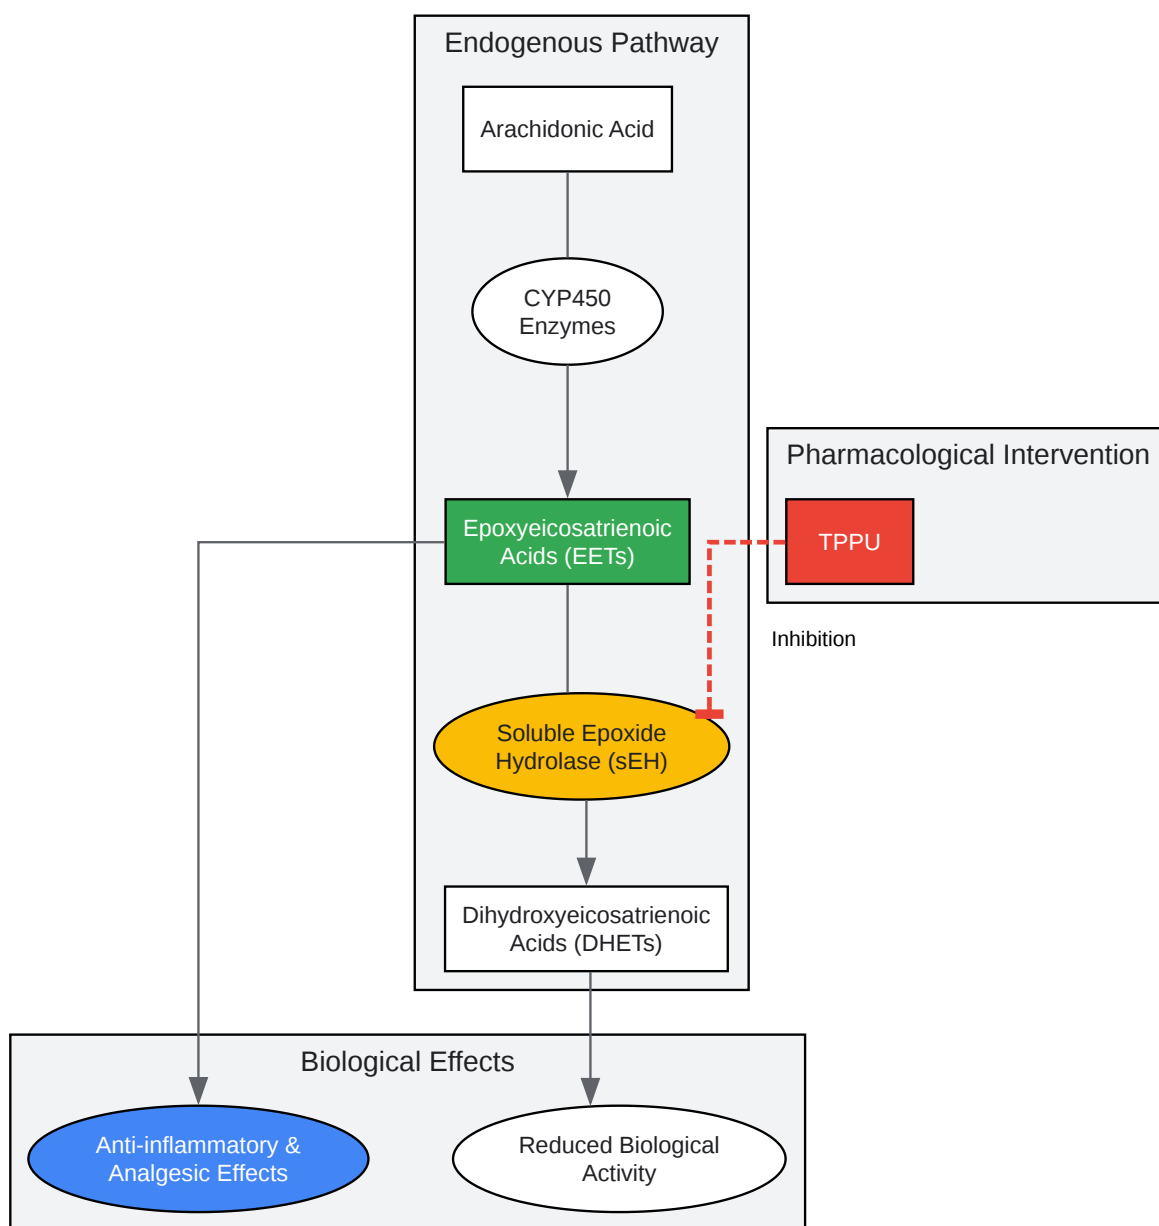 Endogenous Pathway
Arachidonic Acid
CYP450
Enzymes
Pharmacological Intervention
Epoxyeicosatrienoic
Acids (EETs)
TPPU
Inhibition
Soluble Epoxide
Hydrolase (sEH)
Dihydroxyeicosatrienoic
Acids (DHETs)
Biological Effects
Anti-inflammatory &
Analgesic Effects
Reduced Biological
Activity